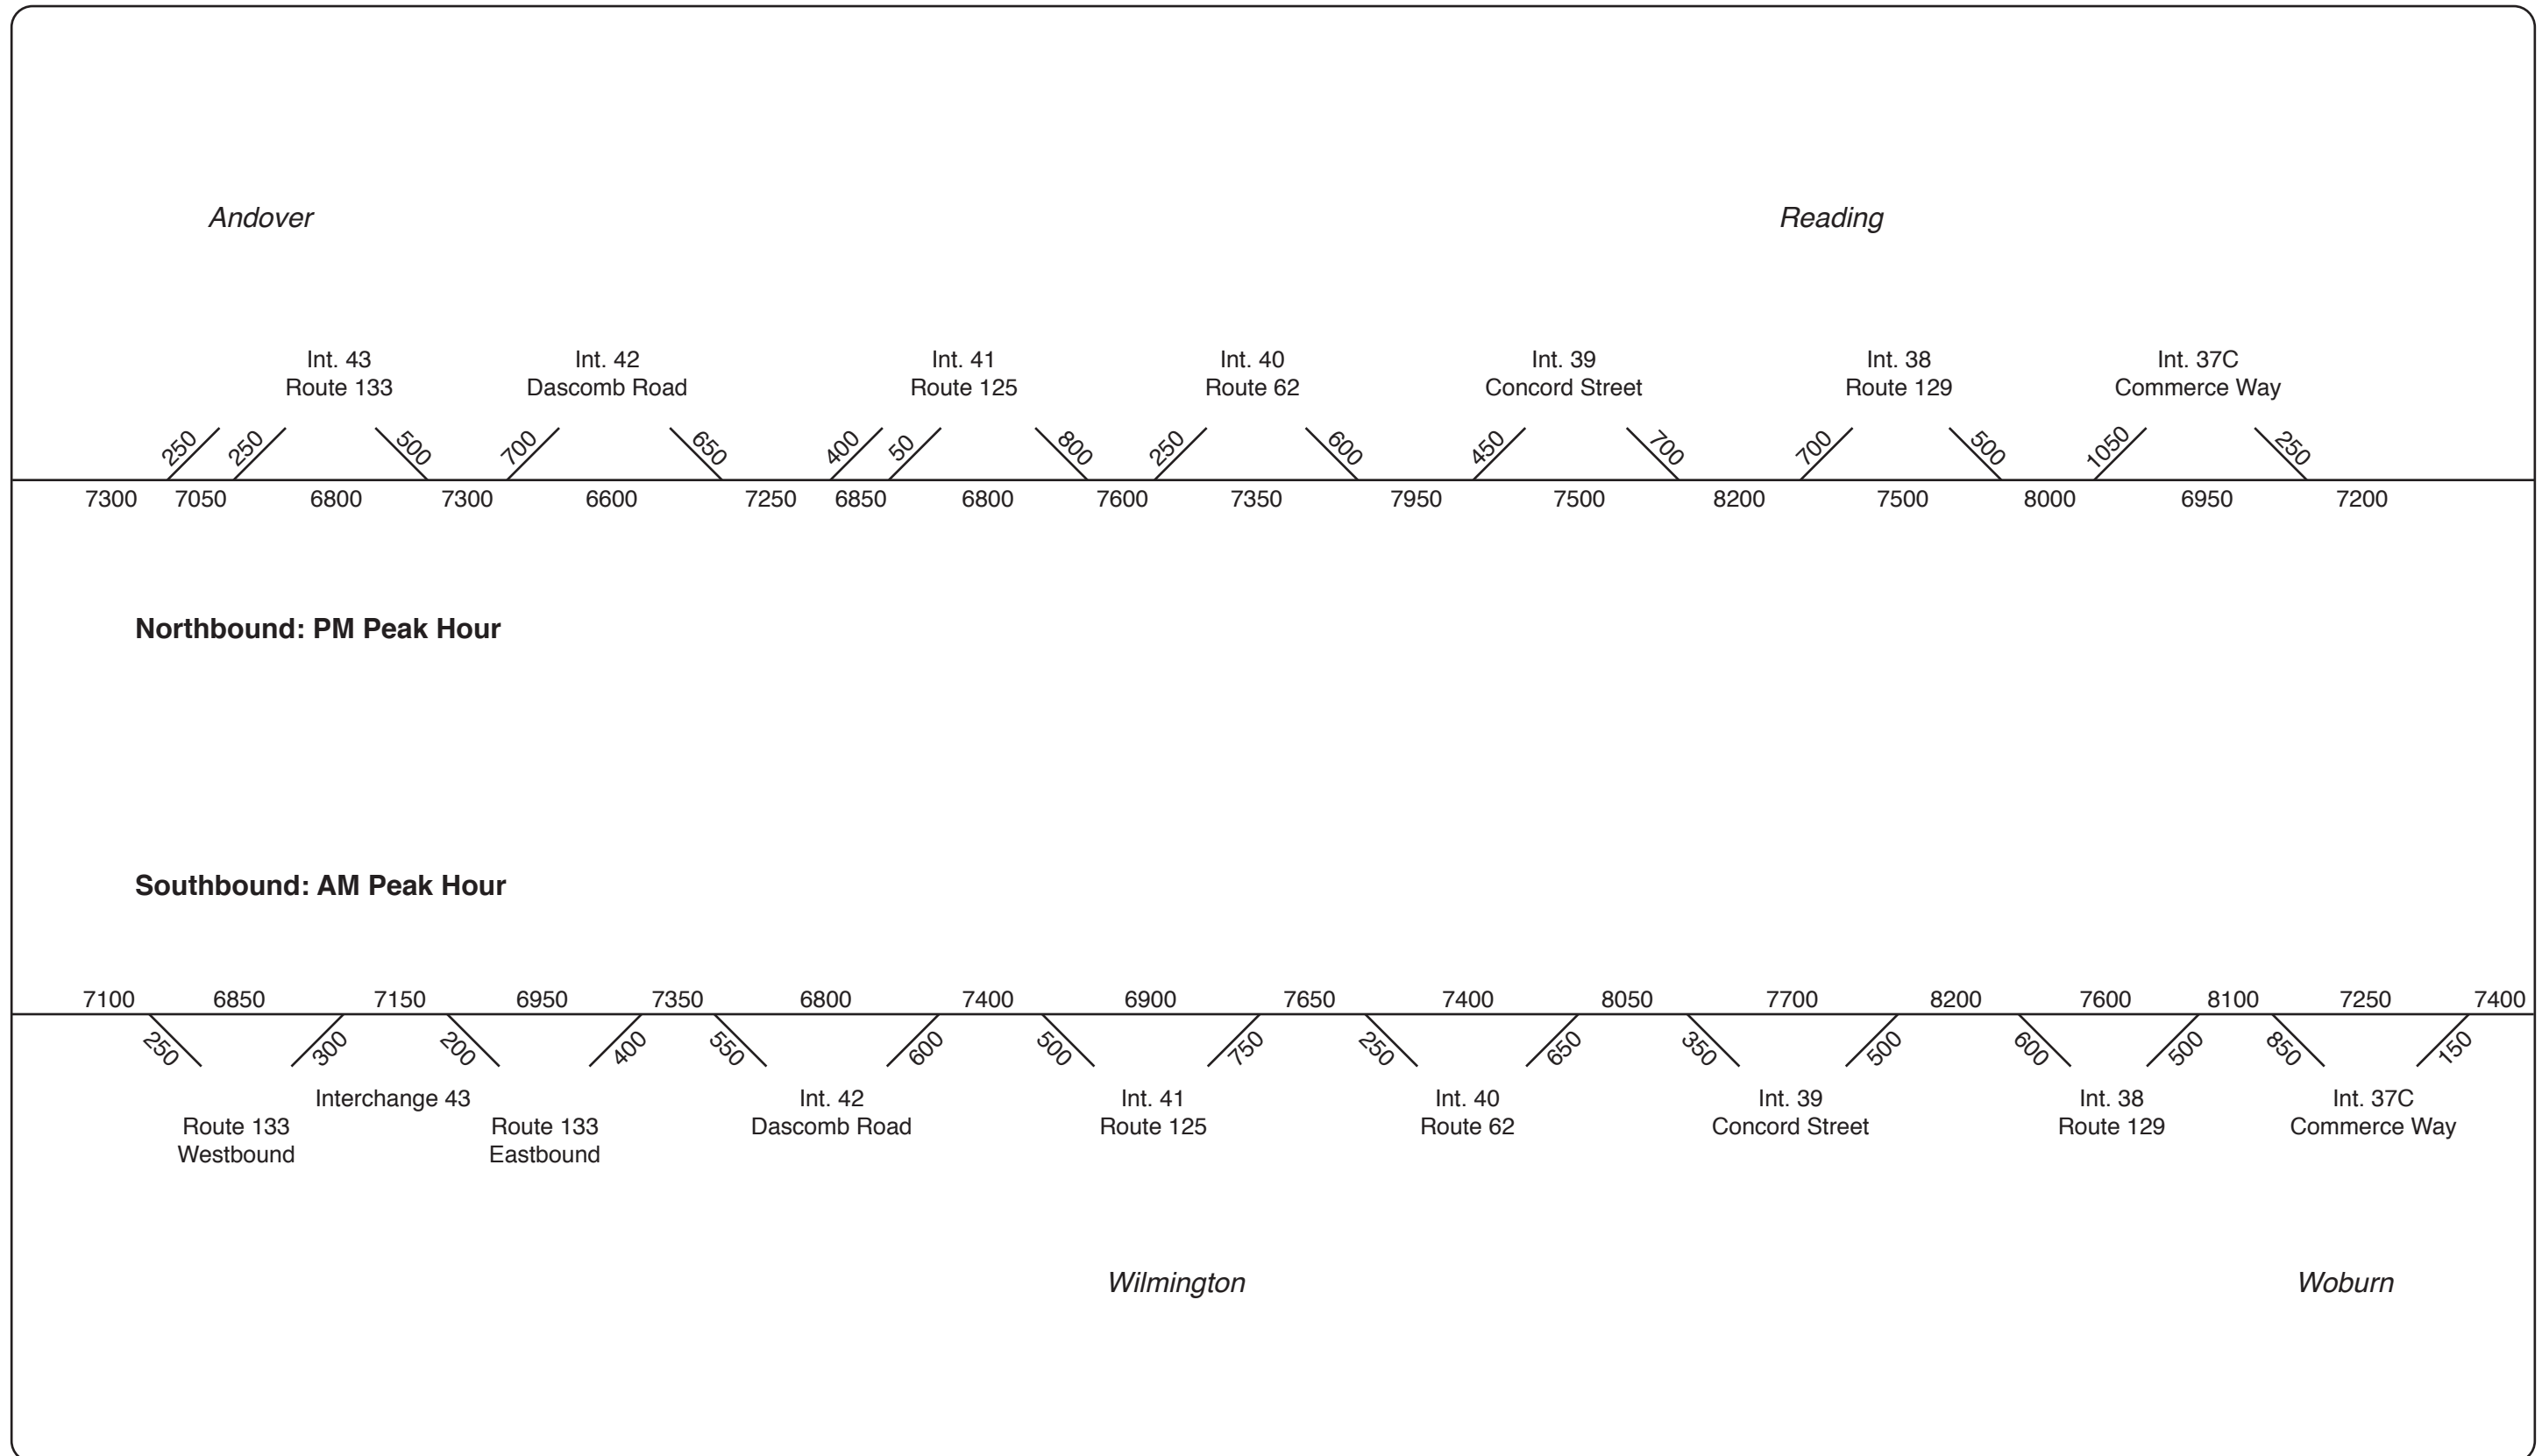 Andover Reading
Int. 43 Int. 42 Int. 41 Int. 40 Int. 39 Int. 38 Int. 37C
Route 133 Dascomb Road Route 125 Route 62 Concord Street Route 129 Commerce Way
250 250 500 700 650 400 50 800 250 600 450 700 700 500 1050 250
7300 7050 6800 7300 6600 7250 6850 6800 7600 7350 7950 7500 8200 7500 8000 6950 7200
Northbound: PM Peak Hour
Southbound: AM Peak Hour
7100 6850 7150 6950 7350 6800 7400 6900 7650 7400 8050 7700 8200 7600 8100 7250 7400
250 300 200 400 550 600 500 750 250 650 350 500 600 500 850 150
Interchange 43 Int. 42 Int. 41 Int. 40 Int. 39 Int. 38 Int. 37C
Route 133 Route 133 Dascomb Road Route 125 Route 62 Concord Street Route 129 Commerce Way
Westbound Eastbound
Wilmington Woburn